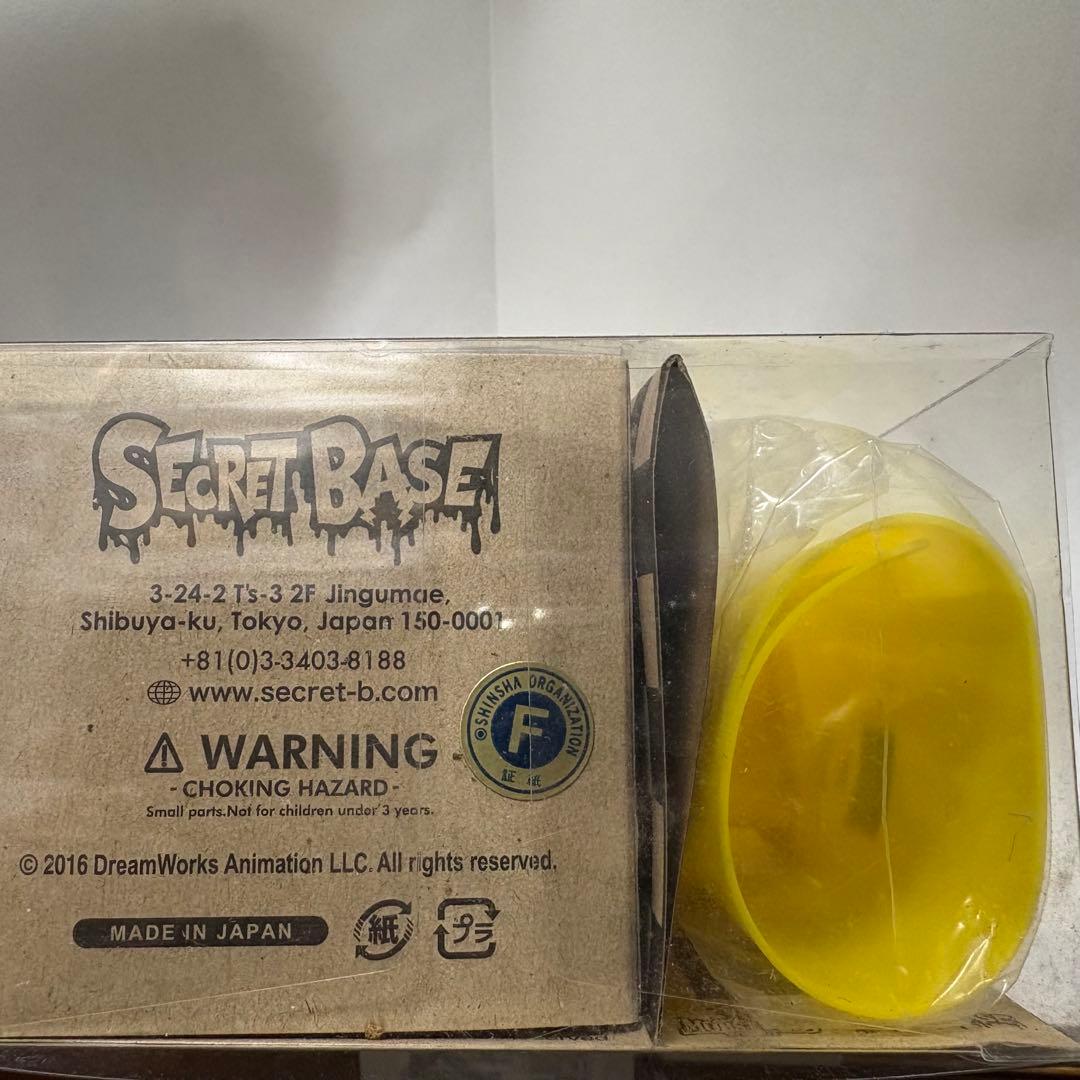 SECRET BASE
3-24-2 T's-3 2F Jingumae,
Shibuya-ku, Tokyo, Japan 150-0001
+81(0)3-3403-8188
www.secret-b.com
SHINSHA ORGANIZATION
F
証 紙
WARNING
-CHOKING HAZARD-
Small parts.Not for children under 3 years.
© 2016 DreamWorks Animation LLC. All rights reserved.
MADE IN JAPAN
紙
プラ